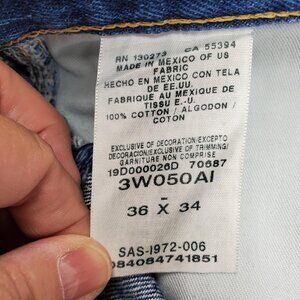 RN 130273 CA 55394
MADE IN MEXICO OF US
FABRIC
HECHO EN MEXICO CON TELA
DE EE.UU.
FABRIQUE AU MEXIQUE DE
TISSU E.-U.
100% COTTON / ALGODON /
COTON
EXCLUSIVE OF DECORATION/EXCEPTO
DECORACION/EXCLUSIVE OF TRIMMING/
GARNITURE NON COMPRISE
19D000026D 70687
3W050AI
-
36 X 34
SAS-I972-006
084084741851